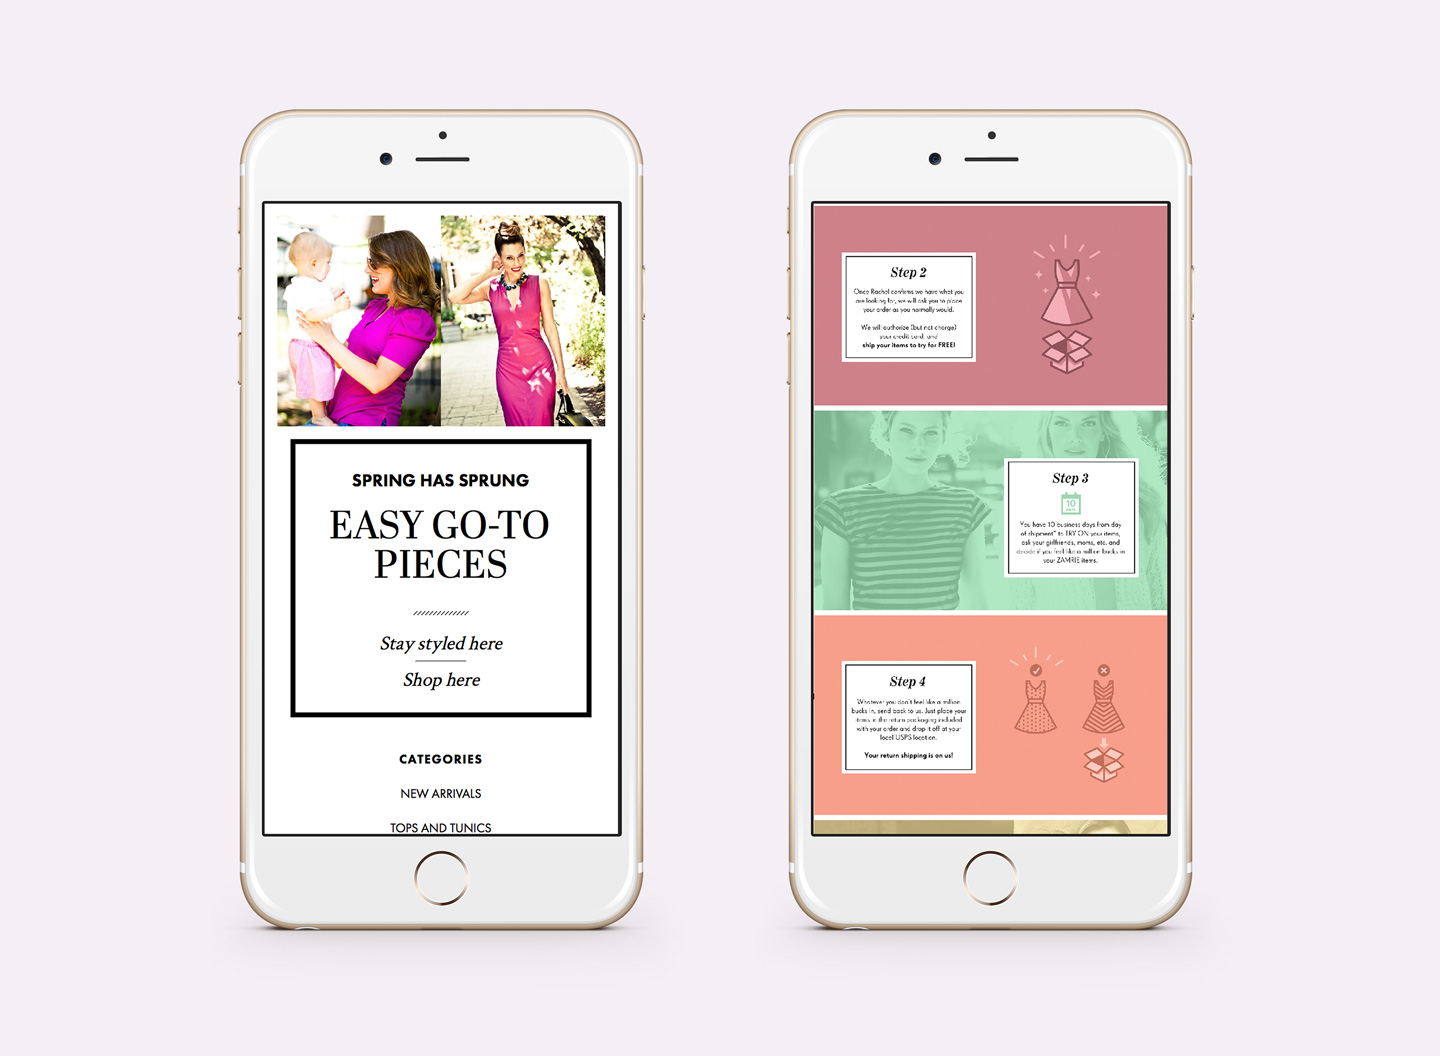 SPRING HAS SPRUNG
EASY GO-TO
PIECES
Stay styled here
Shop here
CATEGORIES
NEW ARRIVALS
TOPS AND TUNICS
Step 2
Once Rachel confirms we have what you
are looking for, we will ask you to place
your order as you normally would.
We will authorize (but not charge)
your credit card, and
ship your items to try for FREE!
Step 3
10
DAYS
You have 10 business days from day
of shipment* to TRY ON your items,
ask your girlfriends, moms, etc. and
decide if you feel like a million bucks in
your ZAMRIE items.
Step 4
Whatever you don't feel like a million
bucks in, send back to us. Just place your
items in the return packaging included
with your order and drop it off at your
local USPS location.
Your return shipping is on us!